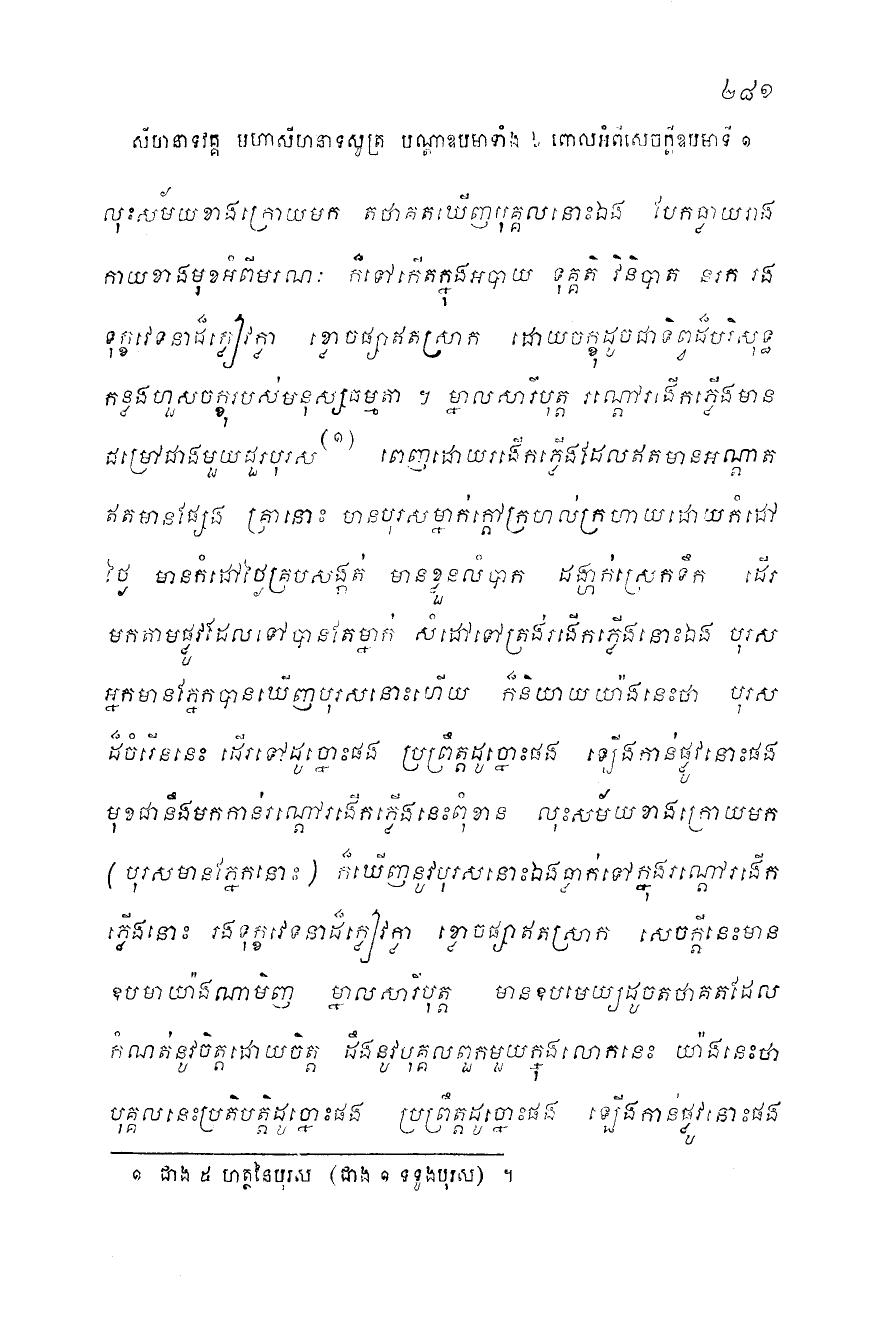 ២៨១
សីហនាទវគ្គ មហាសីហនាទសូត្រ បណ្តាឧបមាទាំង ៦ ពោលអំពីសេចក្តីឧបមាទី ១
លុះសម័យខាងក្រោយមក តថាគតឃើញបុគ្គលនោះឯង បែកធ្លាយរាង
កាយខាងមុខអំពីមរណៈ ក៏ទៅកើតក្នុងអបាយ ទុគ្គតិ វិនិបាត នរក រង
ទុក្ខវេទនាដ៏ក្លៀវក្លា ខ្លោចផ្សាឥតស្រាក ដោយចក្ខុដូចជាទិព្វដ៏បរិសុទ្ធ
កន្លងហួសចក្ខុរបស់មនុស្សធម្មតា ។ ម្នាលសារីបុត្ត រណ្តៅរងើកភ្លើងមាន
ជម្រៅជាងមួយជួរបុរស(១) ពេញដោយរងើកភ្លើងដែលឥតមានអណ្តាត
ឥតមានផ្សែង គ្រានោះ មានបុរសម្នាក់ក្តៅក្រហល់ក្រហាយដោយកំដៅ
ថ្ងៃ មានកំដៅថ្ងៃគ្របសង្កត់ មានខ្លួនលំបាក ដង្ហក់ស្រេកទឹក ដើរ
មកតាមផ្លូវដែលទៅបានតែម្នាក់ សំដៅទៅត្រង់រងើកភ្លើងនោះឯង បុរស
អ្នកមានភ្នែកបានឃើញបុរសនោះហើយ ក៏និយាយយ៉ាងនេះថា បុរស
ដ៏ចំរើននេះ ដើរទៅដូច្នោះផង ប្រព្រឹត្តដូច្នោះផង ឡើងកាន់ផ្លូវនោះផង
មុខជានឹងមកកាន់រណ្តៅរងើកភ្លើងនេះពុំខាន លុះសម័យខាងក្រោយមក
(បុរសមានភ្នែកនោះ) ក៏ឃើញនូវបុរសនោះឯងធ្លាក់ទៅក្នុងរណ្តៅរងើក
ភ្លើងនោះ រងទុក្ខវេទនាដ៏ក្លៀវក្លា ខ្លោចផ្សាឥតស្រាក សេចក្តីនេះមាន
ឧបមាយ៉ាងណាមិញ ម្នាលសារីបុត្ត មានឧបមេយ្យដូចតថាគតដែល
កំណត់នូវចិត្តដោយចិត្ត ដឹងនូវបុគ្គលពួកមួយក្នុងលោកនេះ យ៉ាងនេះថា
បុគ្គលនេះប្រតិបត្តិដូច្នោះផង ប្រព្រឹត្តដូច្នោះផង ឡើងកាន់ផ្លូវនោះផង
១ ជាង ៥ ហត្ថនៃបុរស (ជាង ១ ទទូងបុរស) ។